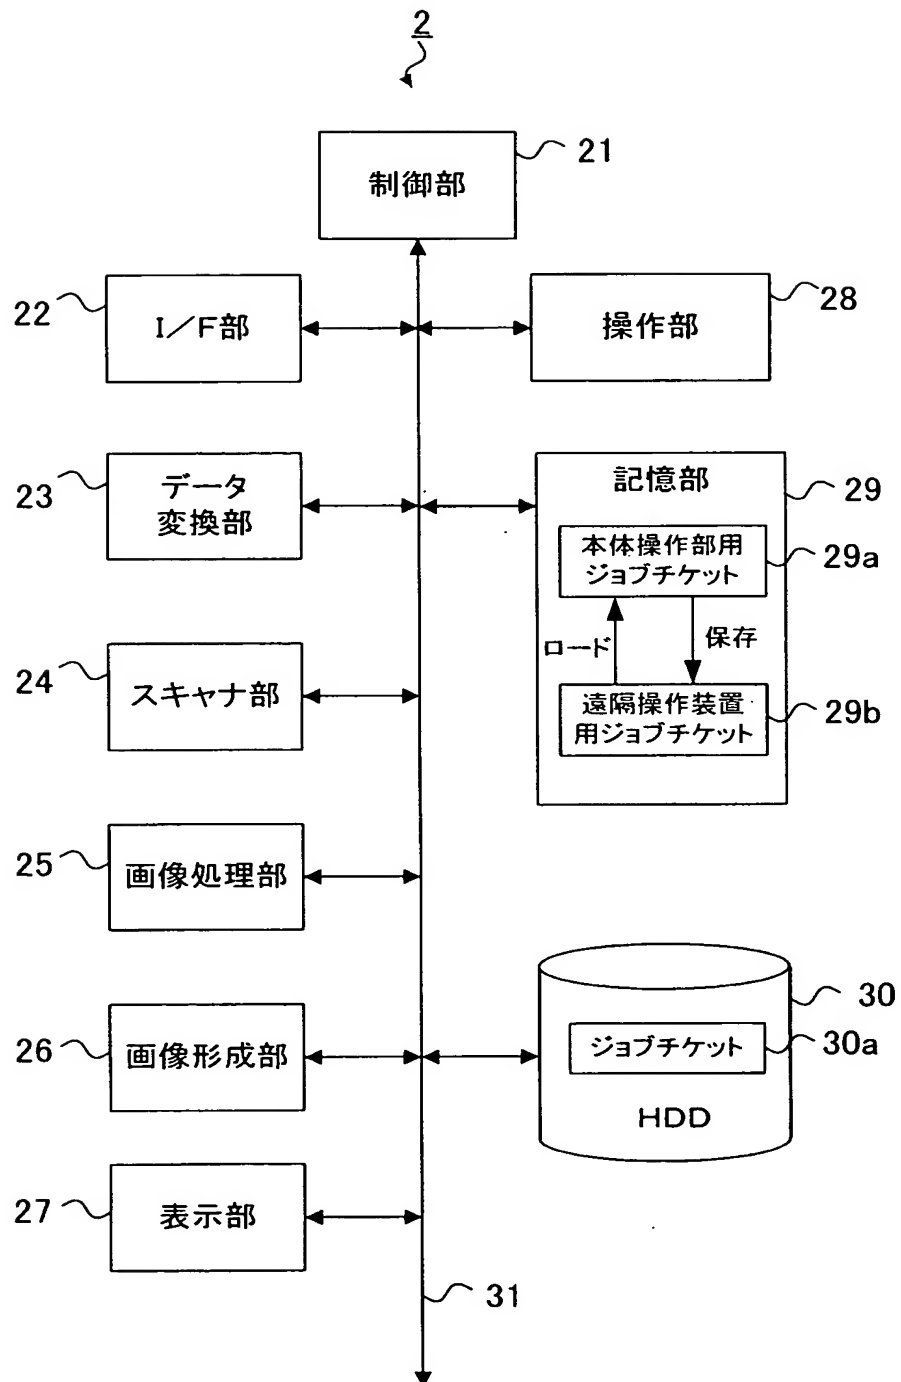 2
制御部
21
22
I／F部
操作部
28
23
データ
変換部
記憶部
29
本体操作部用
ジョブチケット
29a
ロード
保存
遠隔操作装置
用ジョブチケット
29b
24
スキャナ部
25
画像処理部
26
画像形成部
ジョブチケット
30a
30
HDD
27
表示部
31